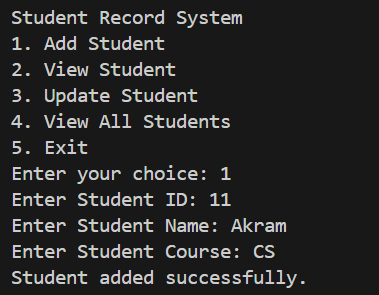 Student Record System
1. Add Student
2. View Student
3. Update Student
4. View All Students
5. Exit
Enter your choice: 1
Enter Student ID: 11
Enter Student Name: Akram
Enter Student Course: CS
Student added successfully.